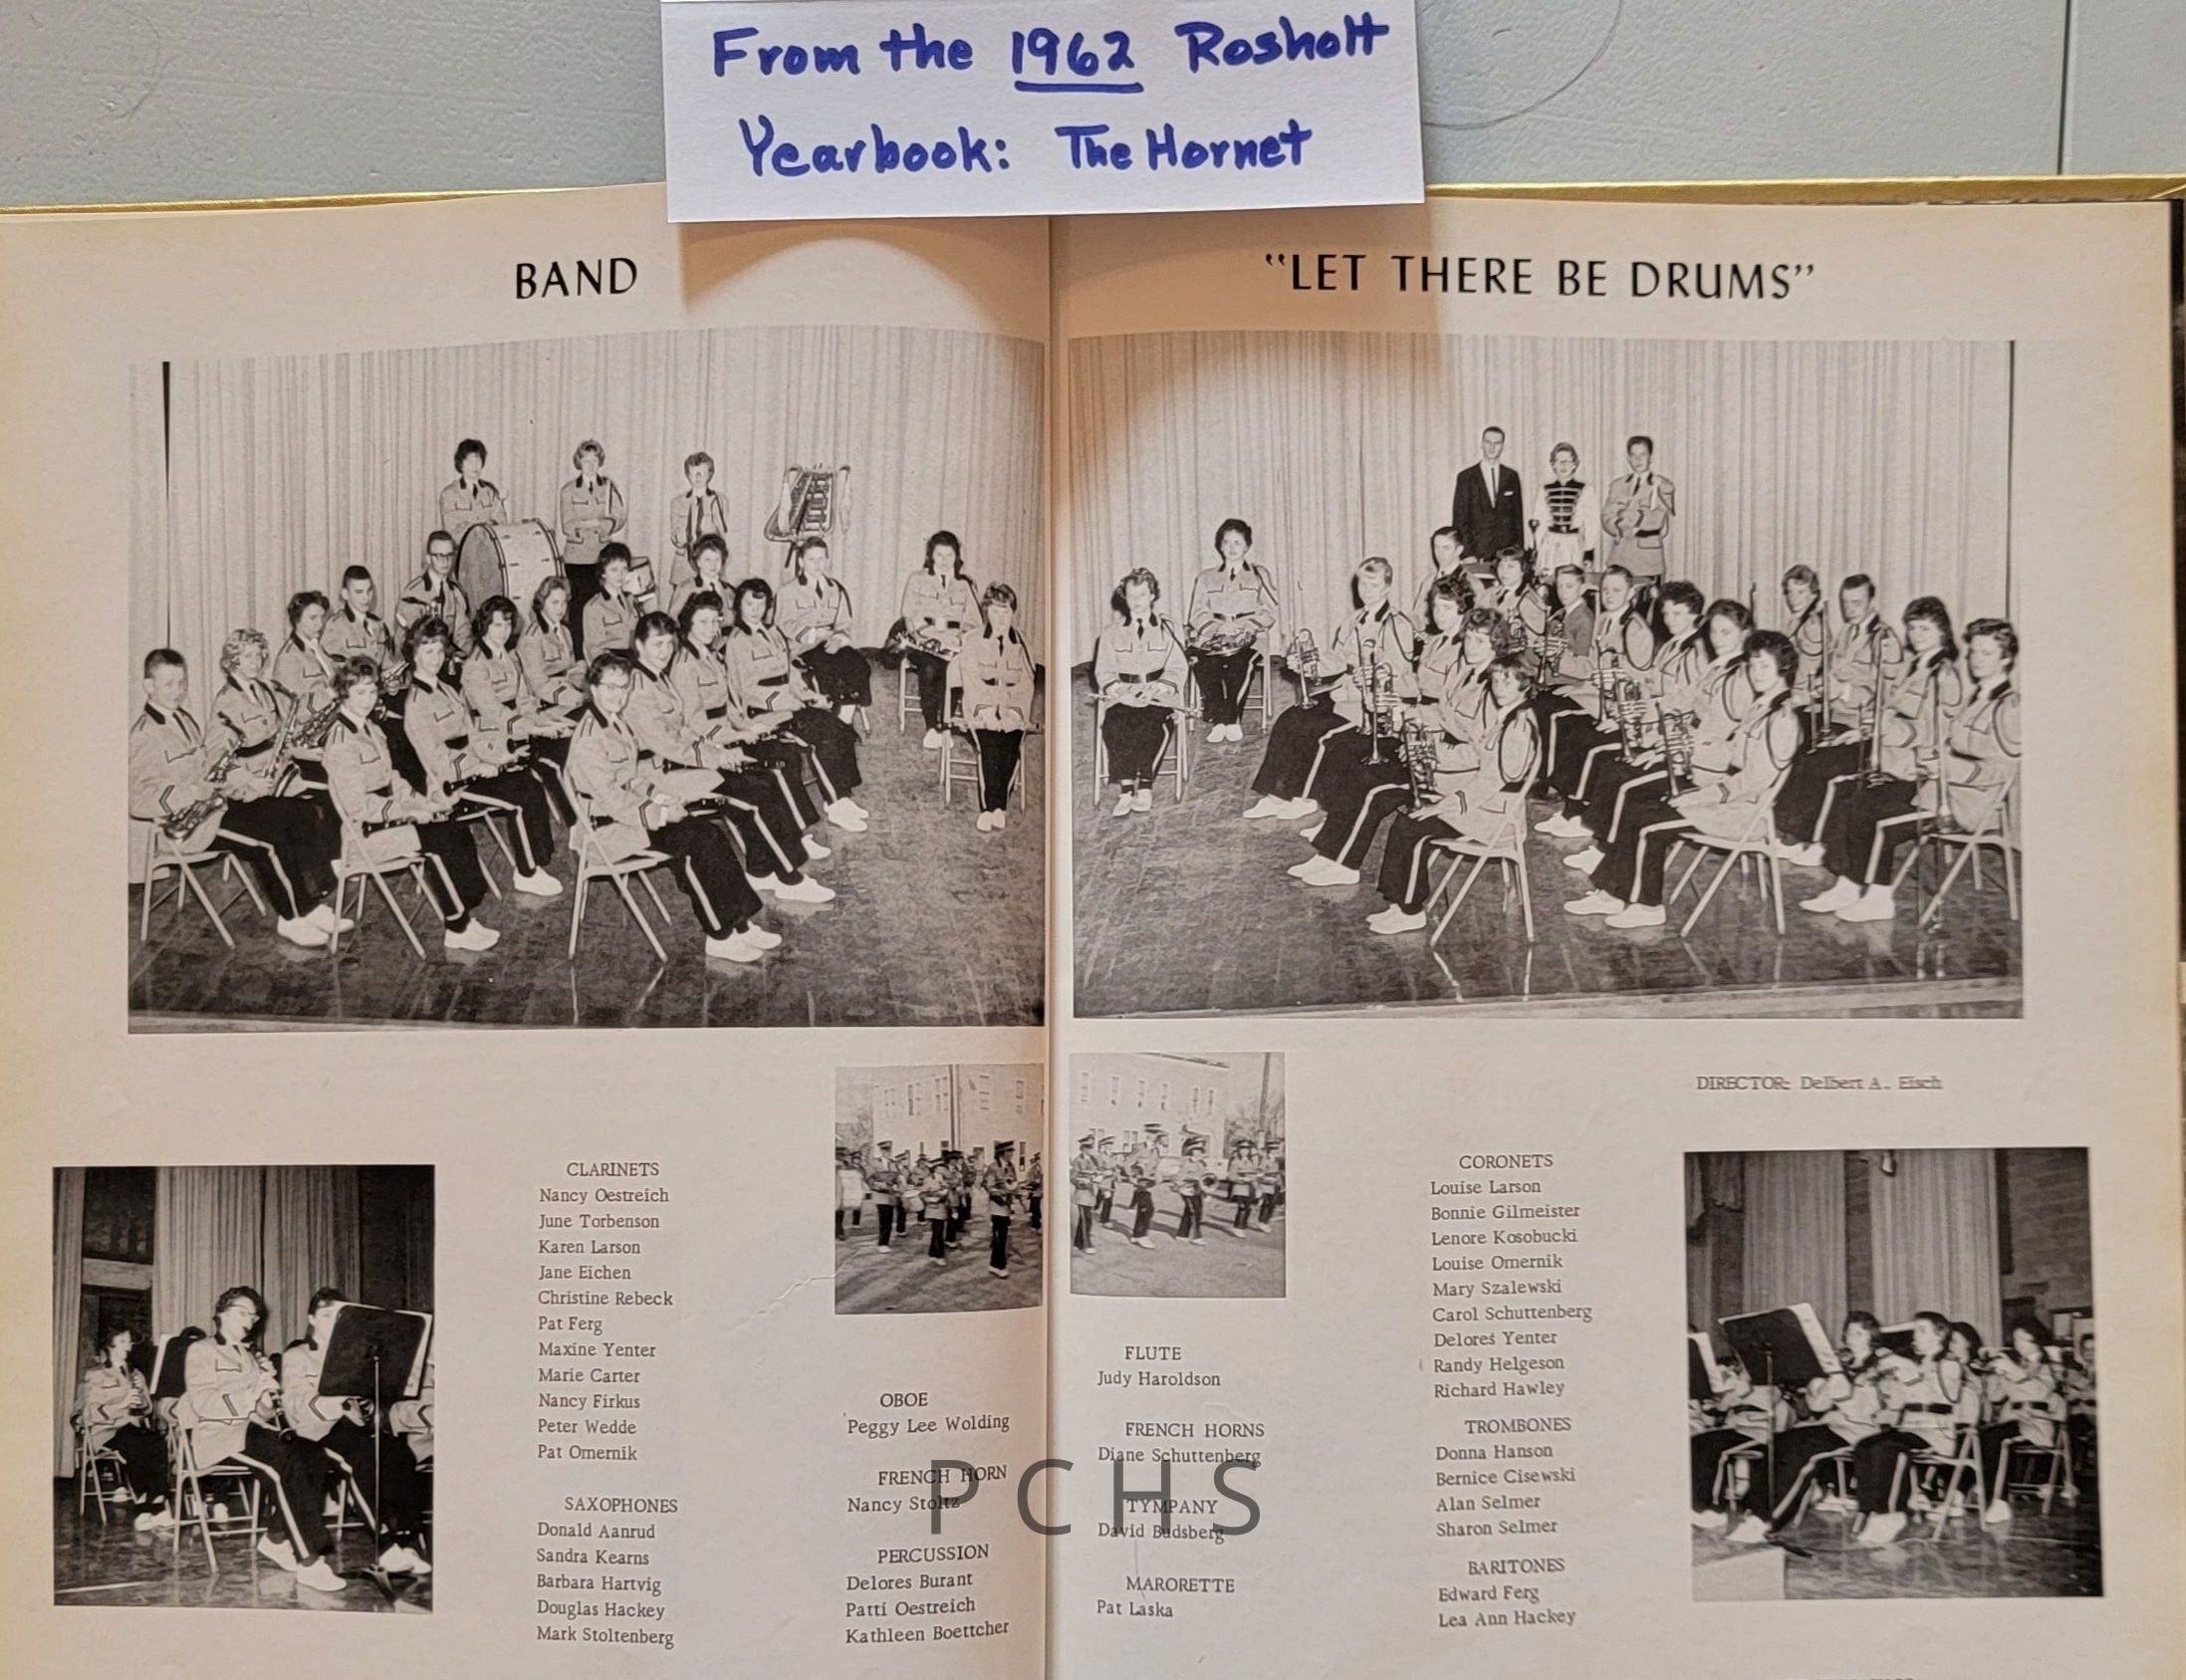 From the 1962 Rosholt
Yearbook: The Hornet
BAND
"LET THERE BE DRUMS"
CLARINETS
Nancy Oestreich
June Torbenson
Karen Larson
Jane Eichen
Christine Rebeck
Pat Ferg
Maxine Yenter
Marie Carter
Nancy Firkus
Peter Wedde
Pat Omernik
SAXOPHONES
Donald Aanrud
Sandra Kearns
Barbara Hartvig
Douglas Hackey
Mark Stoltenberg
OBOE
Peggy Lee Wolding
FRENCH HORN
Nancy Stoltz
PERCUSSION
Delores Burant
Patti Oestreich
Kathleen Boettcher
FLUTE
Judy Haroldson
FRENCH HORNS
Diane Schuttenberg
TYMPANY
David Budsberg
MARORETTE
Pat Laska
CORONETS
Louise Larson
Bonnie Gilmeister
Lenore Kosobucki
Louise Omernik
Mary Szalewski
Carol Schuttenberg
Delores Yenter
Randy Helgeson
Richard Hawley
TROMBONES
Donna Hanson
Bernice Cisewski
Alan Selmer
Sharon Selmer
BARITONES
Edward Ferg
Lea Ann Hackey
DIRECTOR: Delbert A. Eisch
PCHS